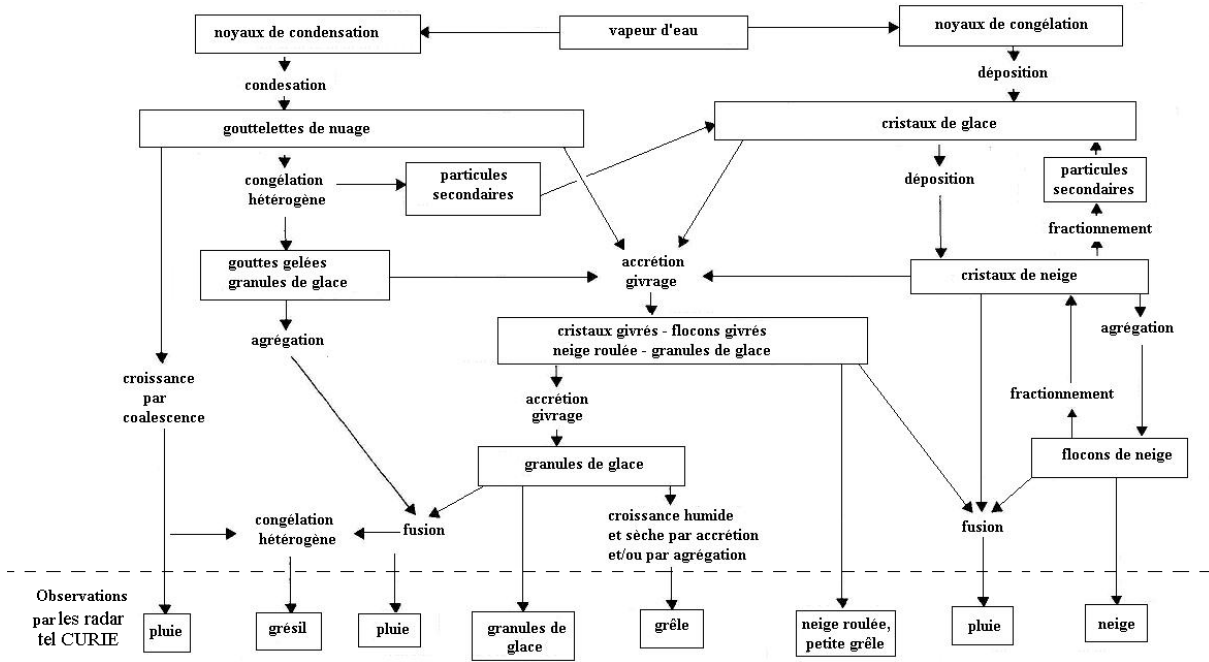 noyaux de condensation
vapeur d'eau
noyaux de congélation
condesation
déposition
gouttelettes de nuage
cristaux de glace
congélation
hétérogène
particules
secondaires
déposition
particules
secondaires
fractionnement
gouttes gelées
granules de glace
accrétion
givrage
cristaux de neige
agrégation
cristaux givrés - flocons givrés
neige roulée - granules de glace
agrégation
croissance
par
coalescence
accrétion
givrage
fractionnement
granules de glace
flocons de neige
congélation
hétérogène
fusion
croissance humide
et sèche par accrétion
et/ou par agrégation
fusion
Observations
par les radar
tel CURIE
pluie
grésil
pluie
granules de
glace
grêle
neige roulée,
petite grêle
pluie
neige